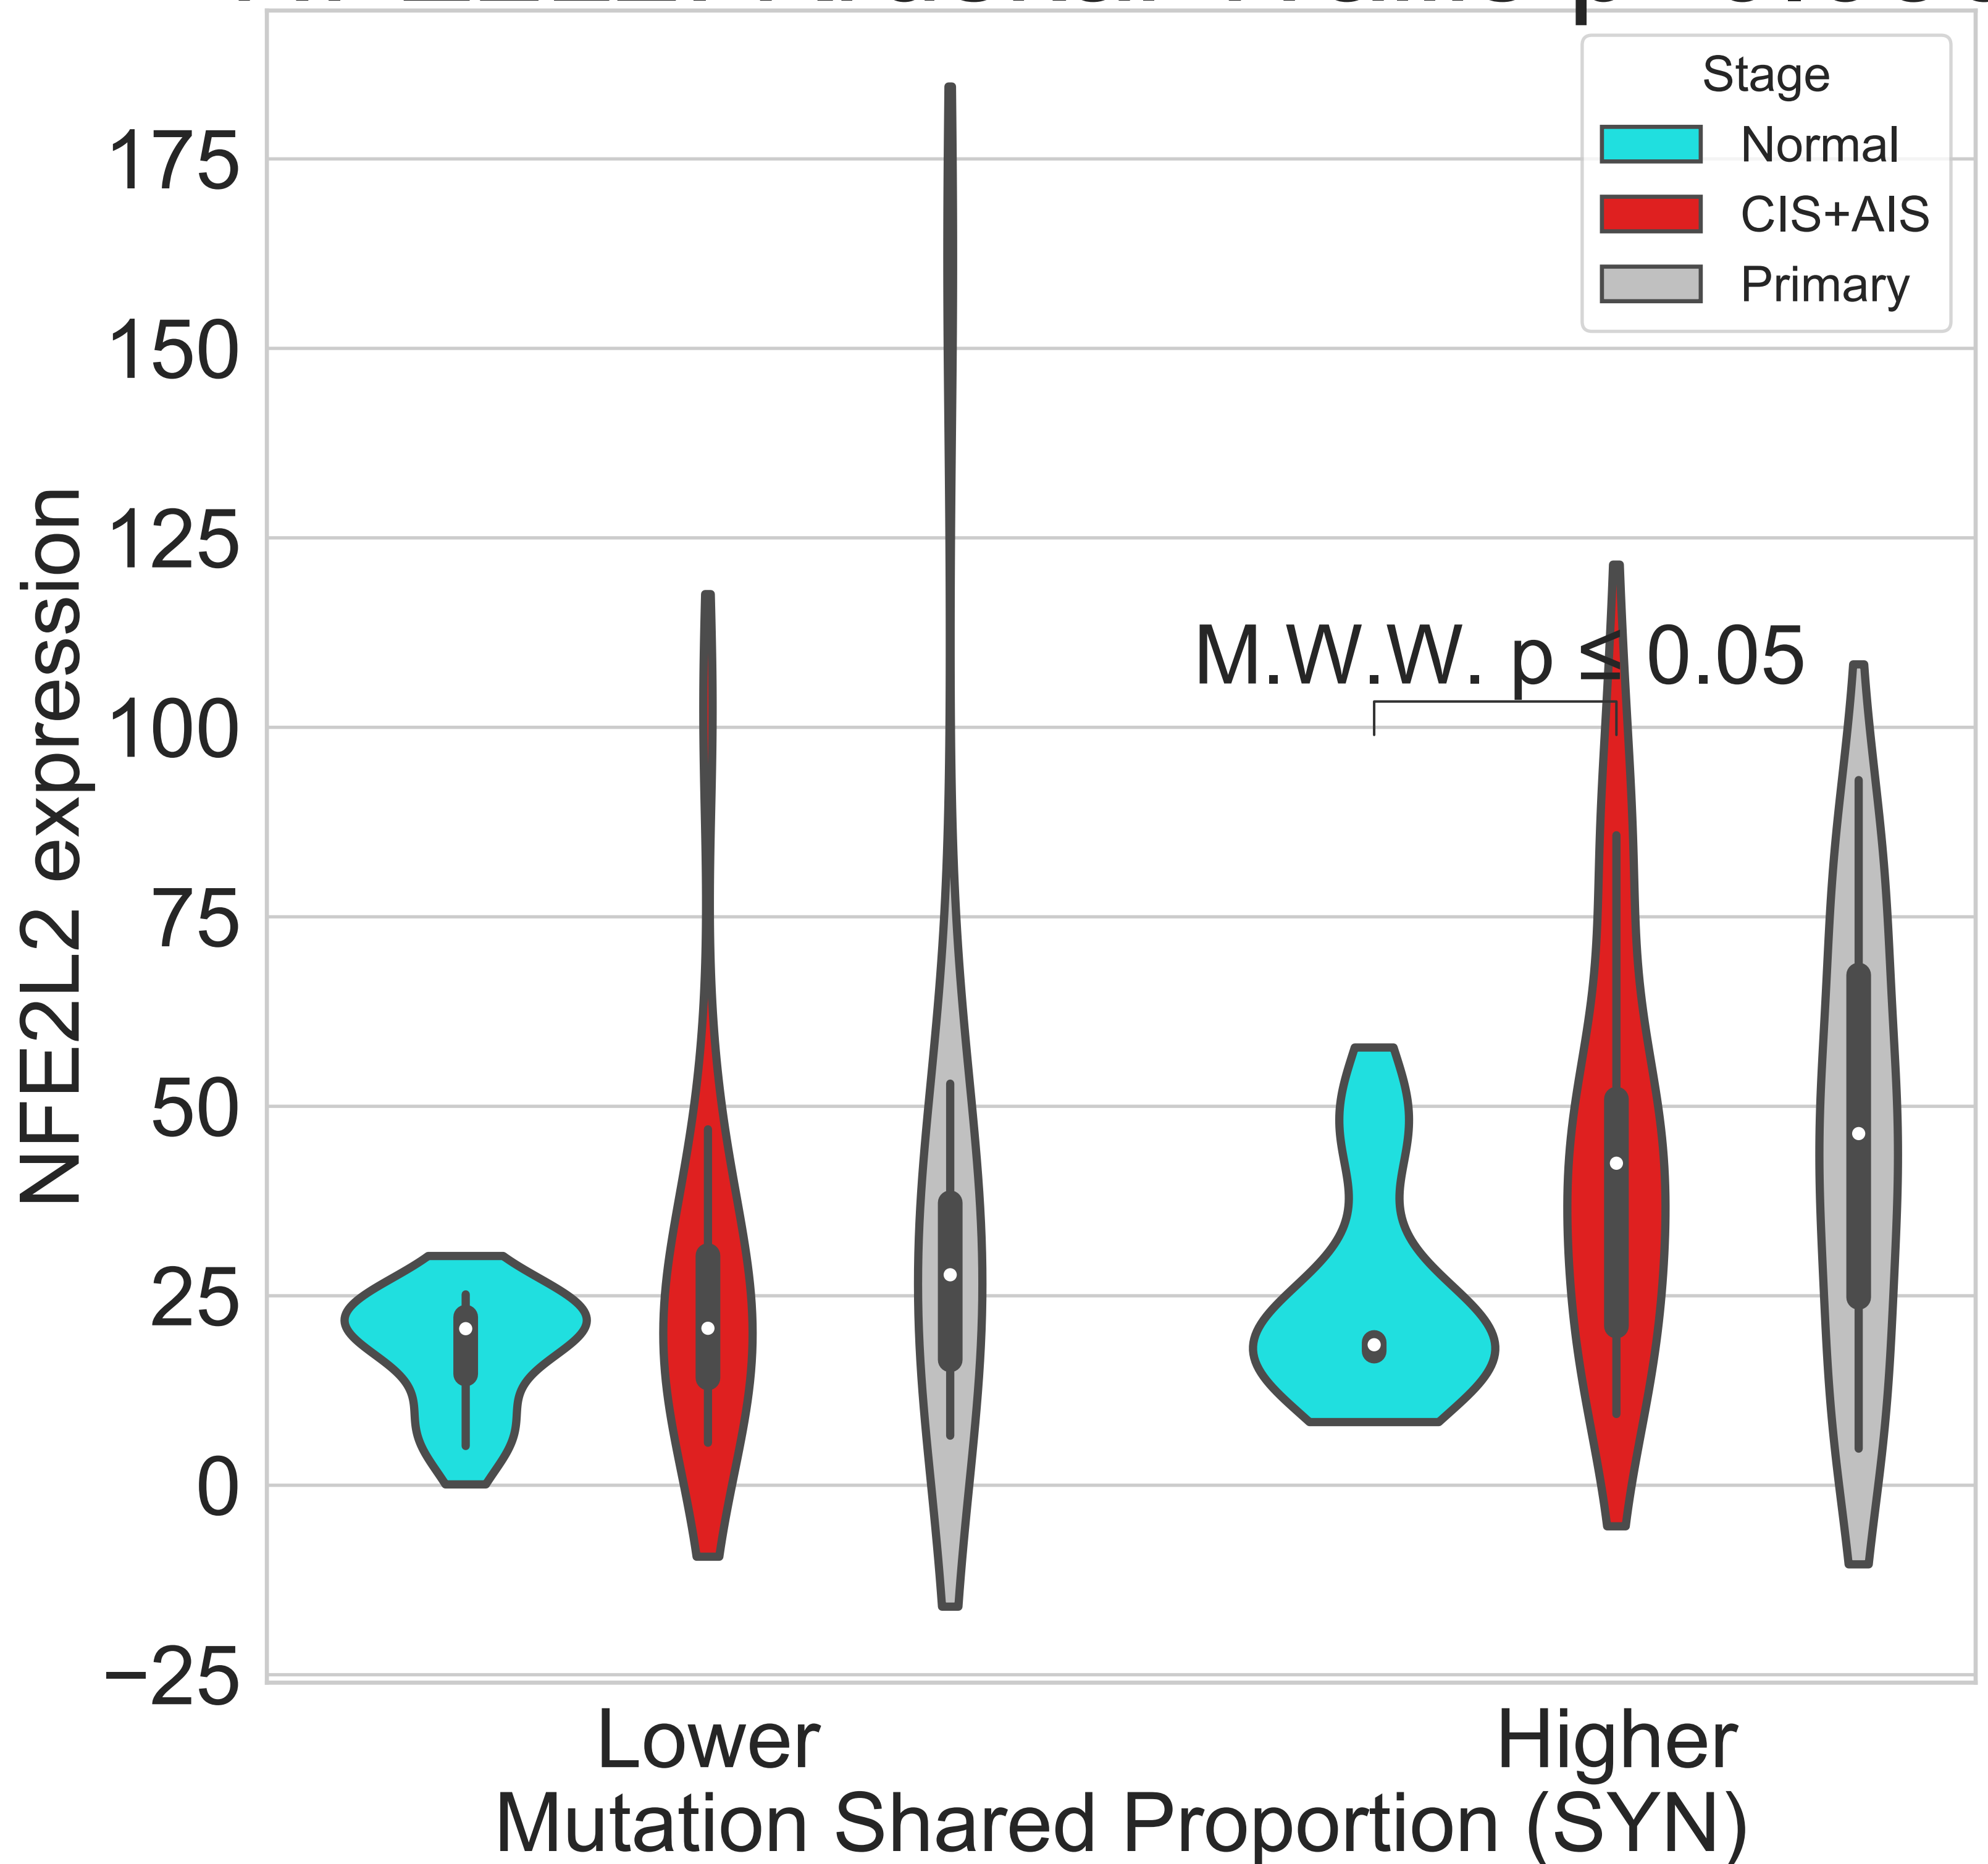 Stage
Normal
CIS+AIS
Primary
175
150
125
100
75
50
25
0
−25
NFE2L2 expression
M.W.W. p ≤ 0.05
Lower
Higher
Mutation Shared Proportion (SYN)